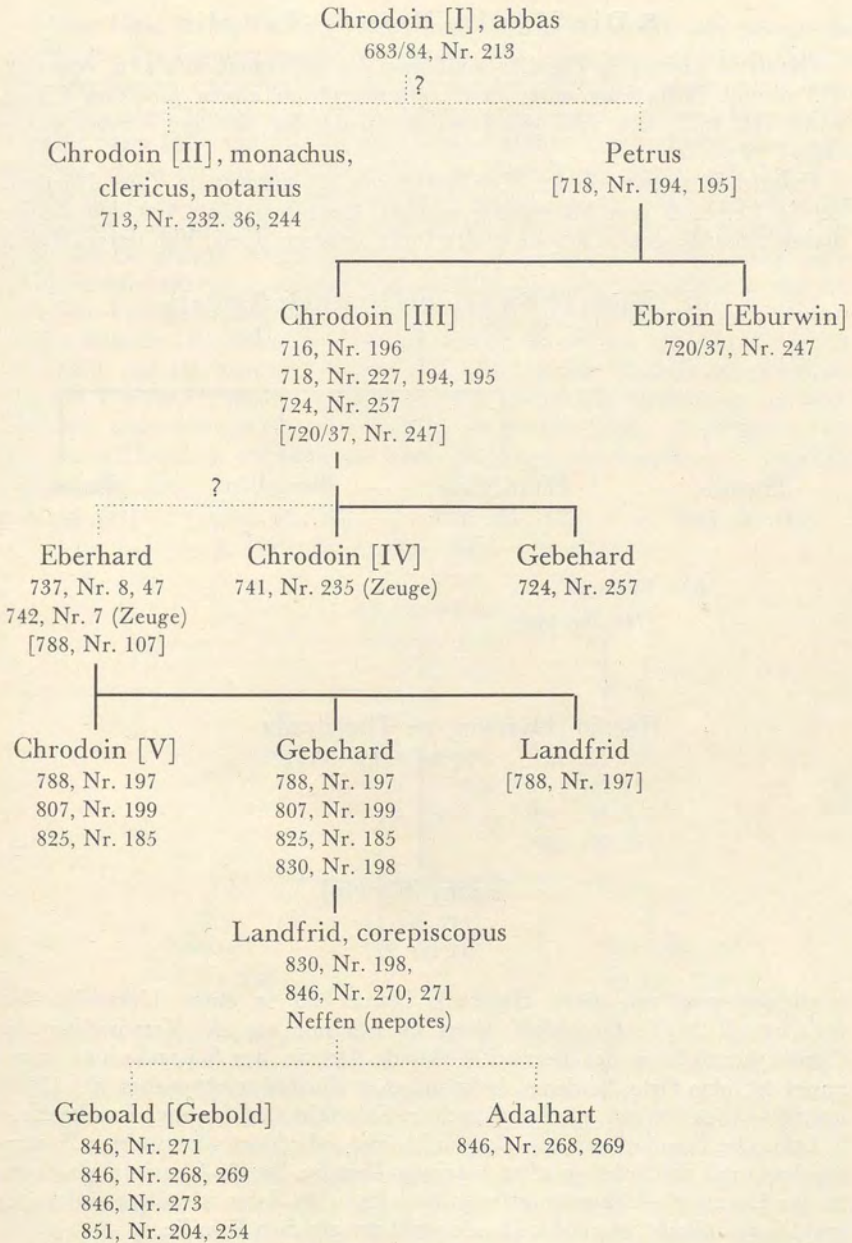 Chrodoin [I], abbas
683/84, Nr. 213
?
Chrodoin [II], monachus,
clericus, notarius
713, Nr. 232. 36, 244
Petrus
[718, Nr. 194, 195]
Chrodoin [III]
716, Nr. 196
718, Nr. 227, 194, 195
724, Nr. 257
[720/37, Nr. 247]
Ebroin [Eburwin]
720/37, Nr. 247
?
Eberhard
737, Nr. 8, 47
742, Nr. 7 (Zeuge)
[788, Nr. 107]
Chrodoin [IV]
741, Nr. 235 (Zeuge)
Gebehard
724, Nr. 257
Chrodoin [V]
788, Nr. 197
807, Nr. 199
825, Nr. 185
Gebehard
788, Nr. 197
807, Nr. 199
825, Nr. 185
830, Nr. 198
Landfrid
[788, Nr. 197]
Landfrid, corepiscopus
830, Nr. 198,
846, Nr. 270, 271
Neffen (nepotes)
Geboald [Gebold]
846, Nr. 271
846, Nr. 268, 269
846, Nr. 273
851, Nr. 204, 254
Adalhart
846, Nr. 268, 269